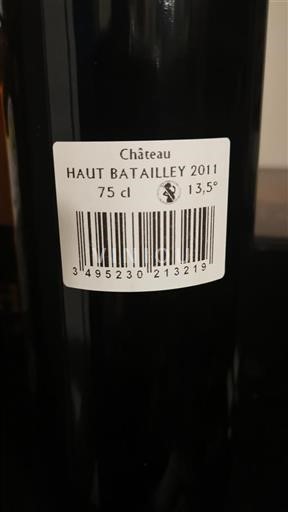 Château
HAUT BATAILLEY 2011
75 cl 13,5°
3 495230 213219